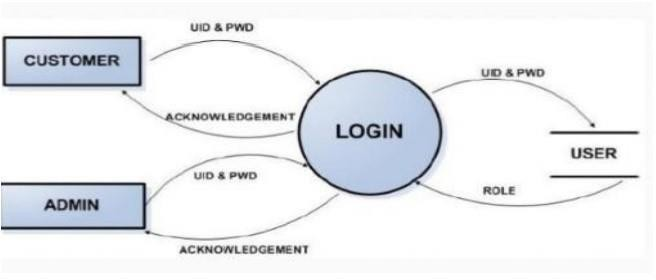 UID & PWD
CUSTOMER
UID & PWD
ACKNOWLEDGEMENT
LOGIN
USER
UID & PWD
ROLE
ADMIN
ACKNOWLEDGEMENT